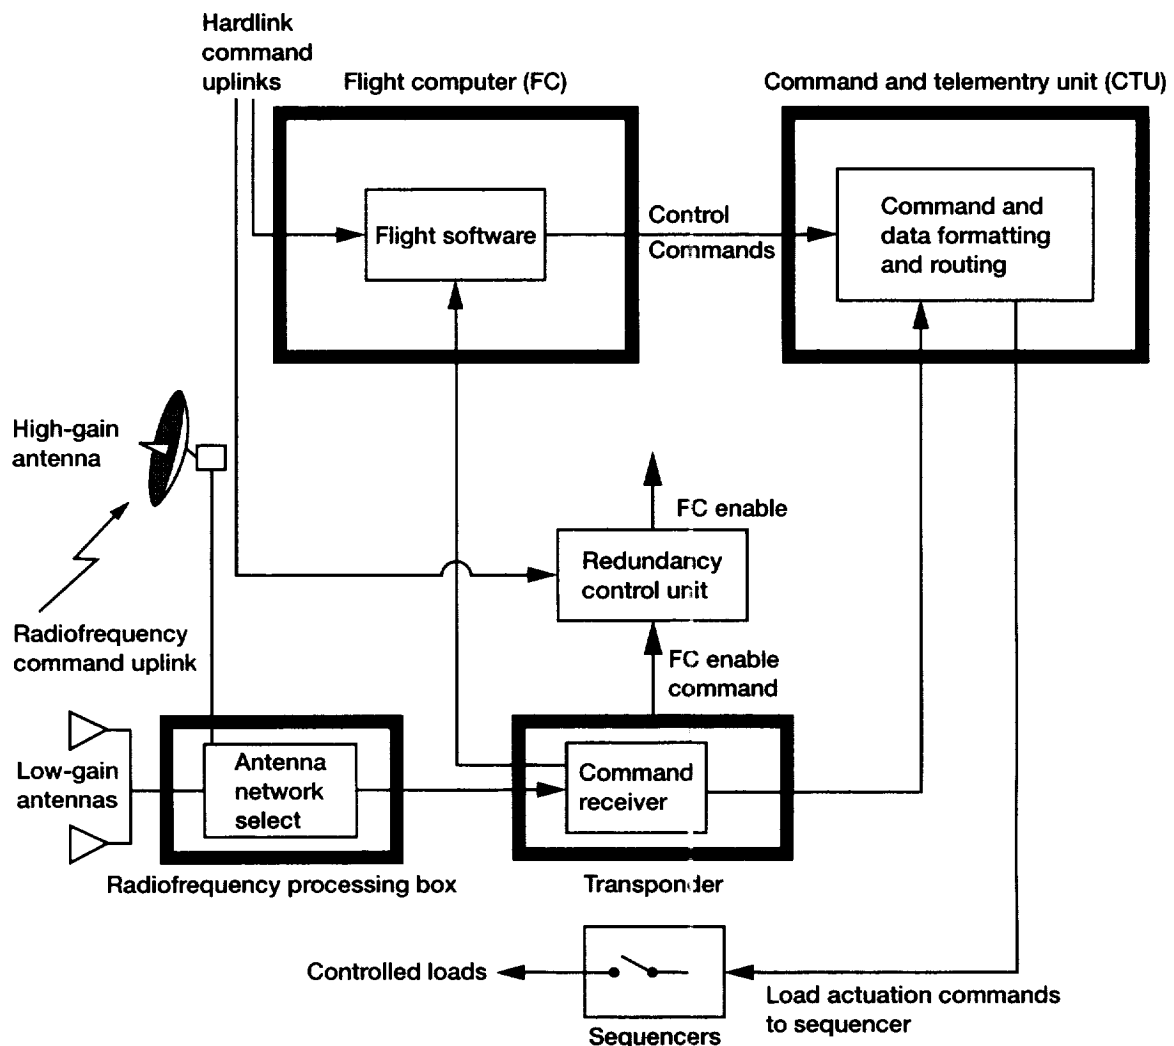 Hardlink
command
uplinks
Flight computer (FC)
Command and telementry unit (CTU)
Flight software
Control
Commands
Command and
data formatting
and routing
High-gain
antenna
FC enable
Redundancy
control unit
Radiofrequency
command uplink
FC enable
command
Low-gain
antennas
Antenna
network
select
Command
receiver
Radiofrequency processing box
Transponder
Controlled loads
Load actuation commands
to sequencer
Sequencers